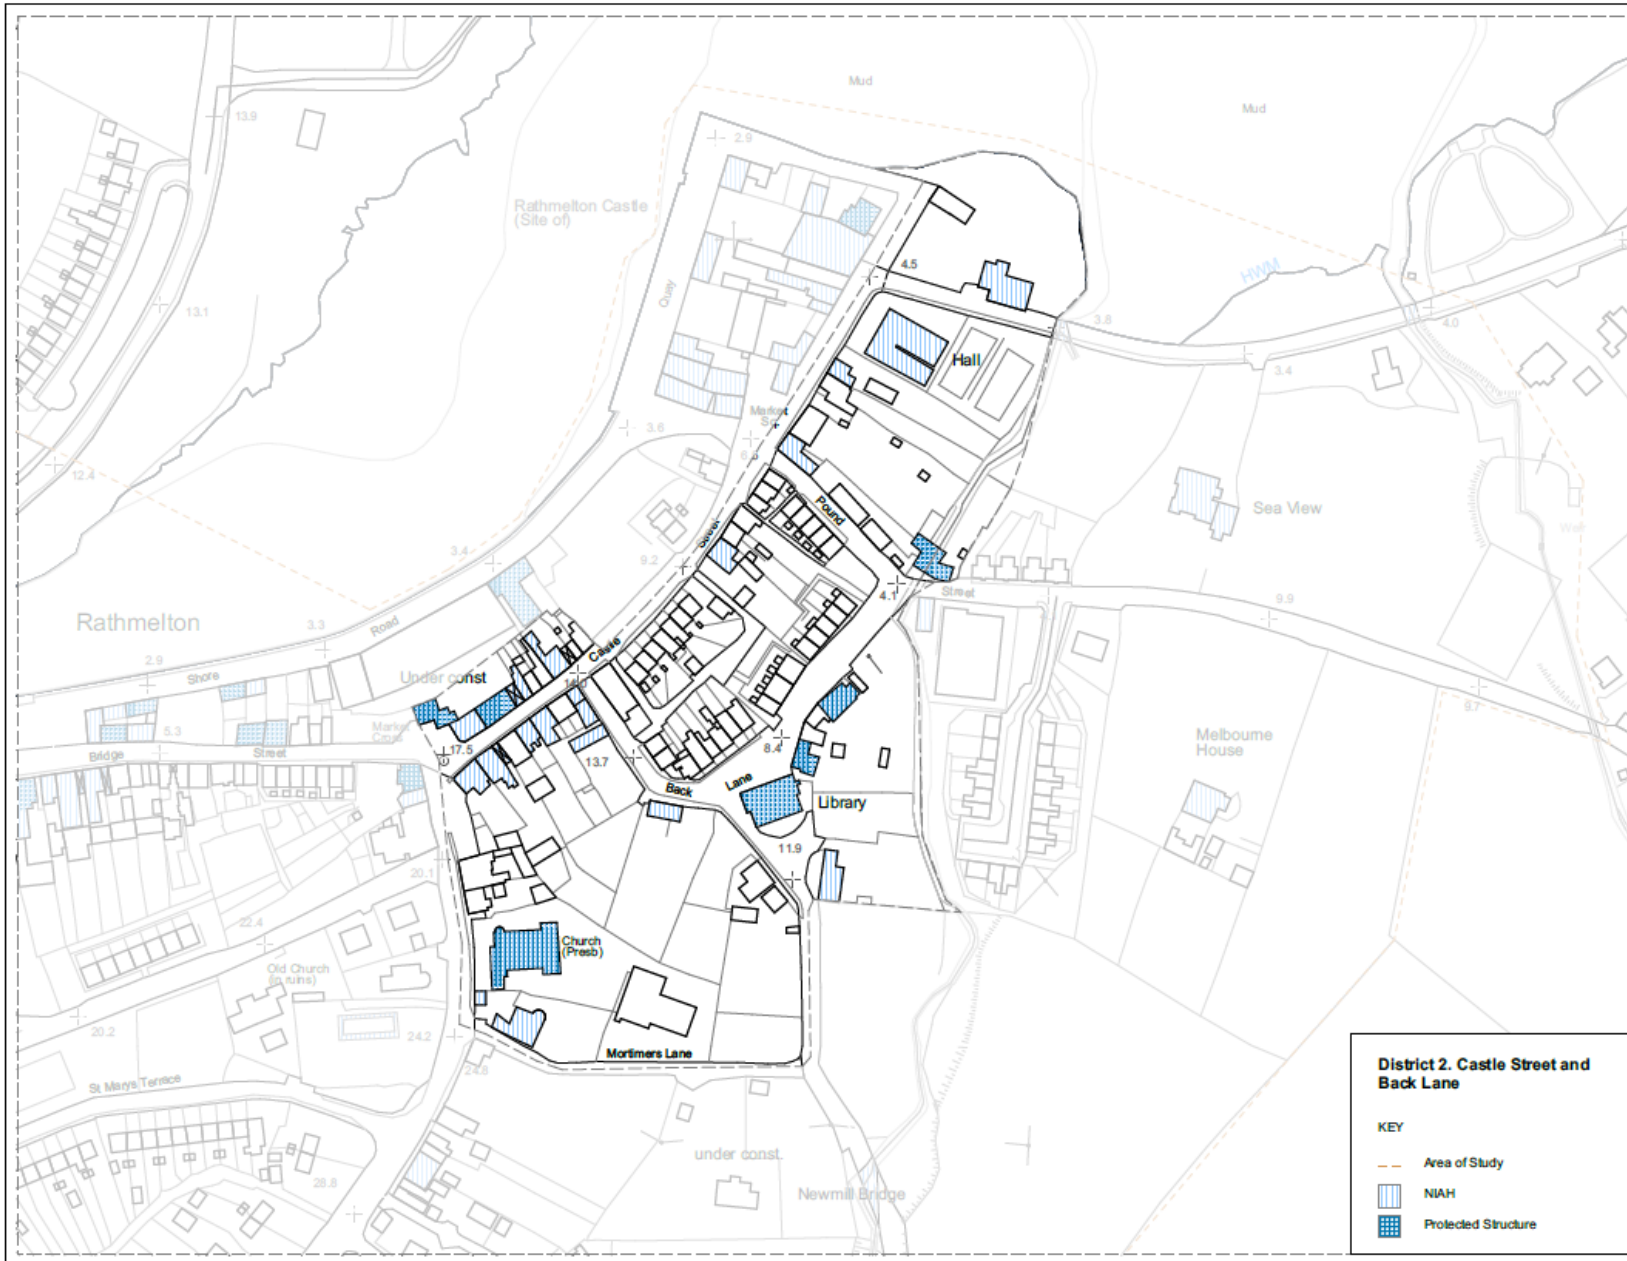 Mud
Mud
13.9
2.9
Rathmelton Castle
(Site of)
4.5
HWM
Quay
13.1
3.8
4.0
Hall
3.4
Market
Sq
3.6
12.4
Pound
Sea View
Street
3.4
9.2
4.1
Street
9.9
Rathmelton
3.3
Road
Castle
2.9
Shore
Under const
9.7
Market
Cross
5.3
Bridge
Street
17.5
13.7
8.4
Melbourne
House
Back
Lane
Library
11.9
20.1
22.4
Church
(Presb)
Old Church
(in ruins)
20.2
24.2
Mortimers Lane
24.8
St Marys Terrace
under const.
28.8
Newmill Bridge
District 2. Castle Street and
Back Lane
KEY
Area of Study
NIAH
Protected Structure